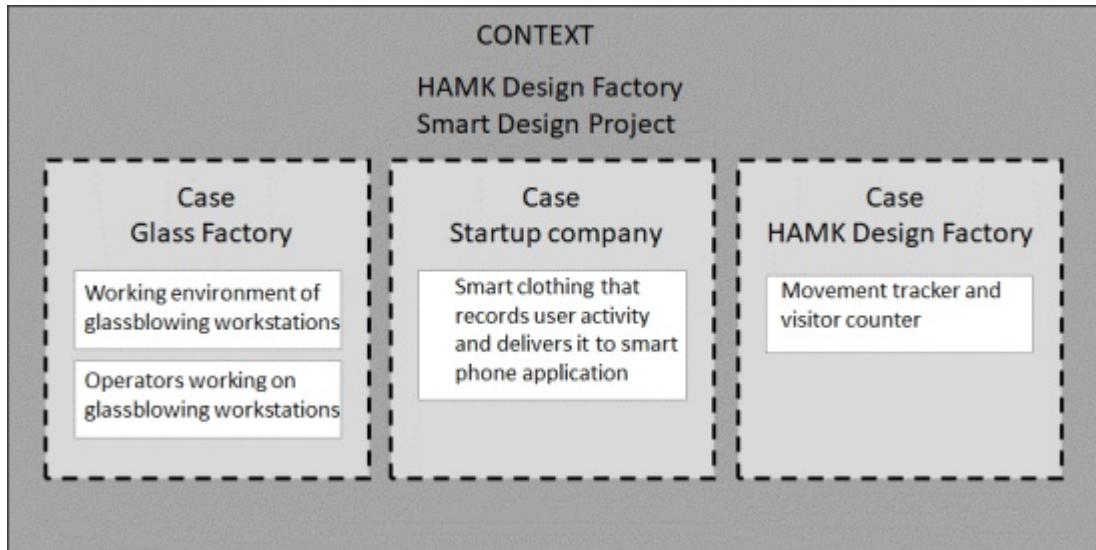 CONTEXT
HAMK Design Factory
Smart Design Project
Case
Glass Factory
Working environment of
glassblowing workstations
Operators working on
glassblowing workstations
Case
Startup company
Smart clothing that
records user activity
and delivers it to smart
phone application
Case
HAMK Design Factory
Movement tracker and
visitor counter